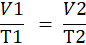 V1/T1 = V2/T2